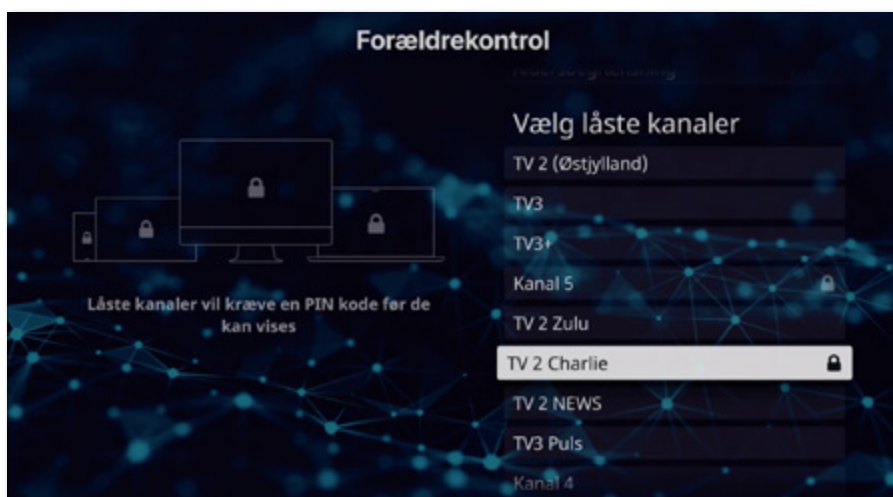 Forældrekontrol
Aldersbegrænsning
Vælg låste kanaler
TV 2 (Østjylland)
TV3
TV3+
Kanal 5
TV 2 Zulu
TV 2 Charlie
TV 2 NEWS
TV3 Puls
Kanal 4
Låste kanaler vil kræve en PIN kode før de
kan vises